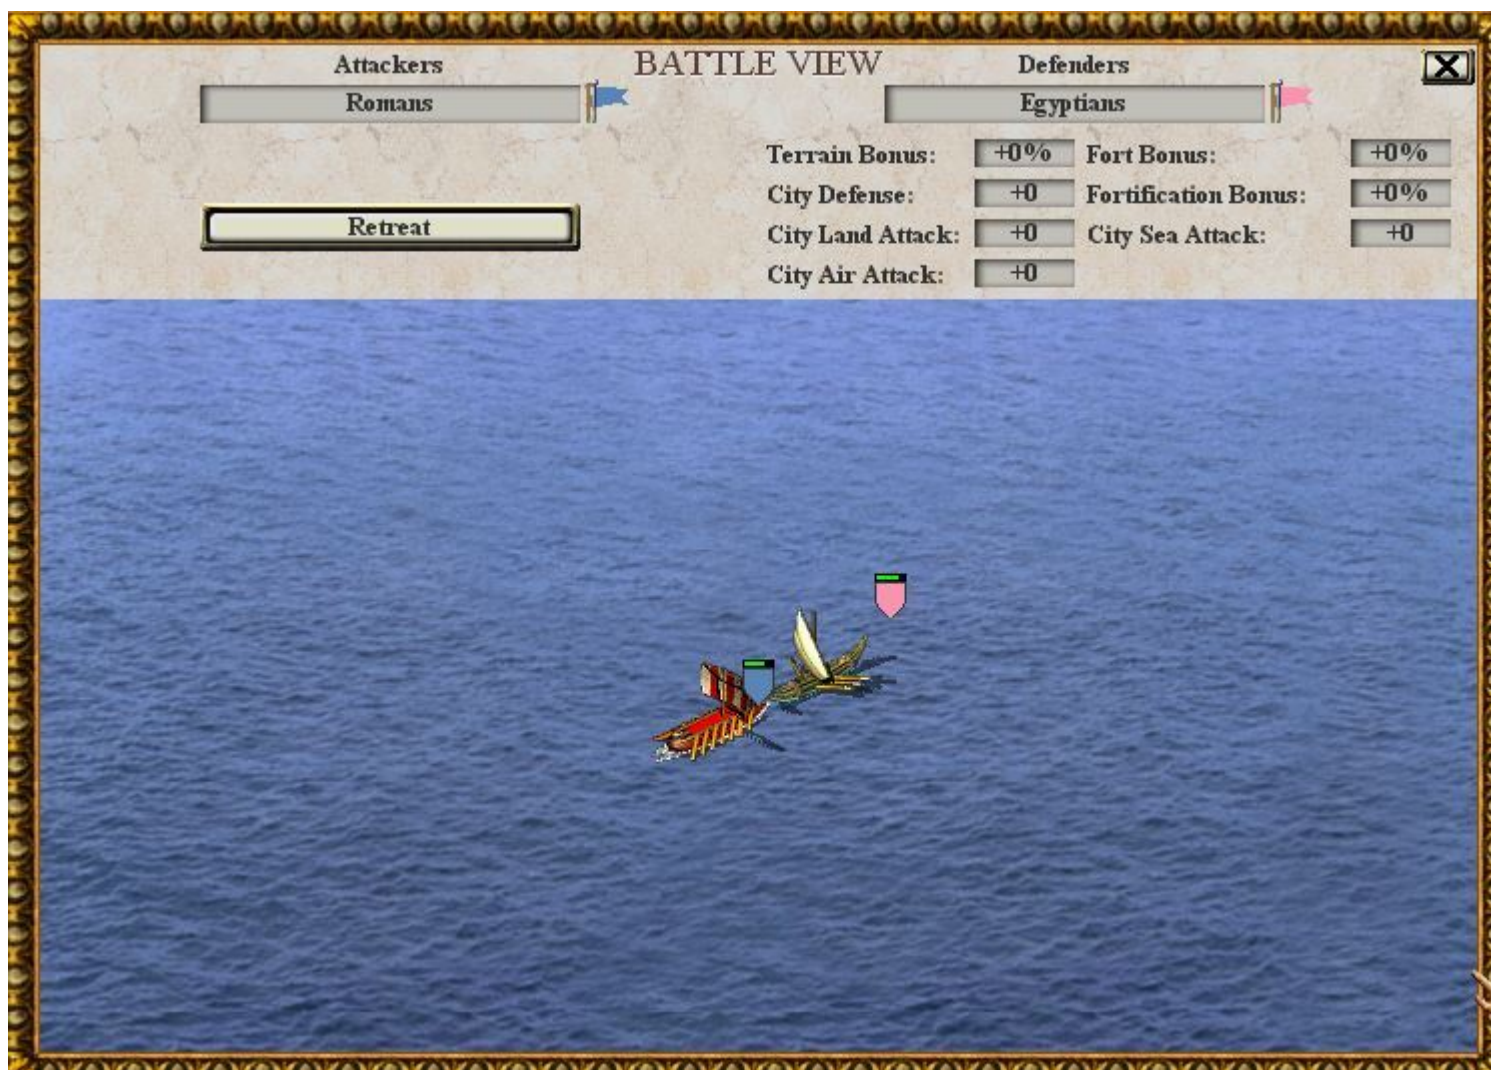 BATTLE VIEW
Attackers Defenders
Romans Egyptians
Terrain Bonus: +0% Fort Bonus: +0%
City Defense: +0 Fortification Bonus: +0%
Retreat
City Land Attack: +0 City Sea Attack: +0
City Air Attack: +0